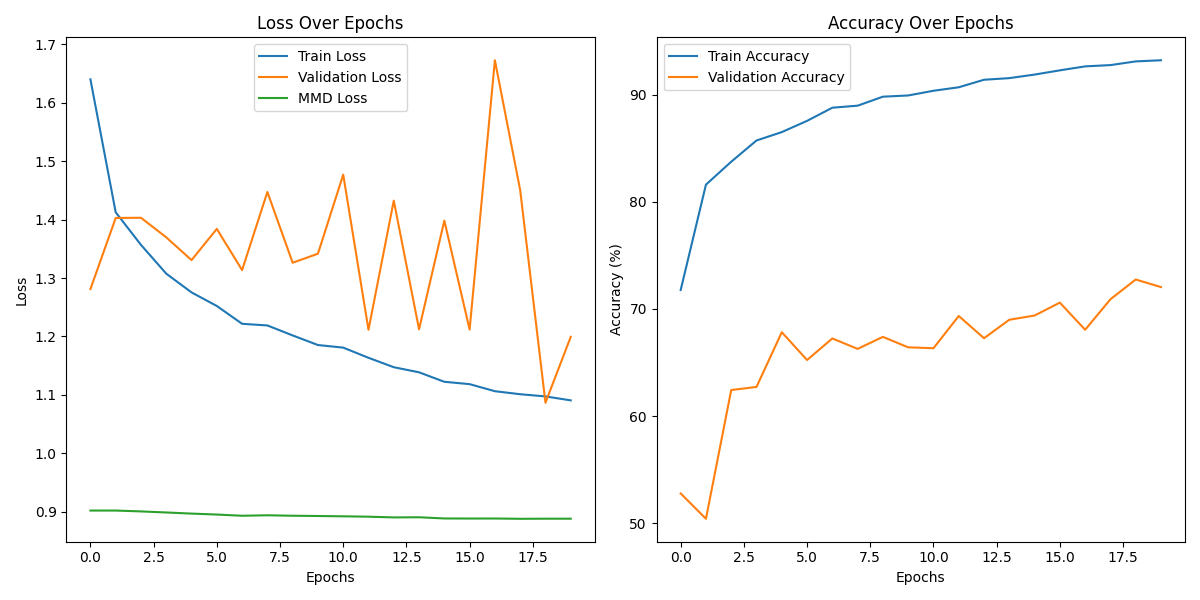 Loss Over Epochs
Train Loss
Validation Loss
MMD Loss
1.7
1.6
1.5
1.4
1.3
1.2
1.1
1.0
0.9
Loss
0.0 2.5 5.0 7.5 10.0 12.5 15.0 17.5
Epochs
Accuracy Over Epochs
Train Accuracy
Validation Accuracy
90
80
70
60
50
Accuracy (%)
0.0 2.5 5.0 7.5 10.0 12.5 15.0 17.5
Epochs